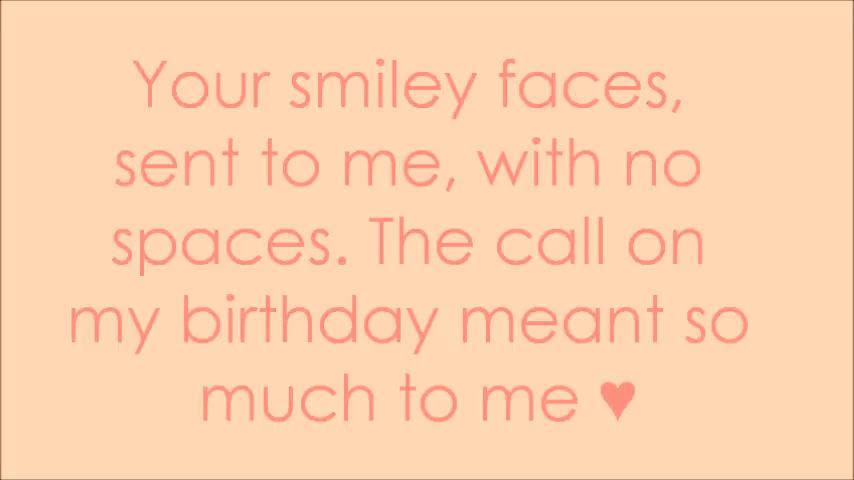 Your smiley faces,
sent to me, with no
spaces. The call on
my birthday meant so
much to me ♥